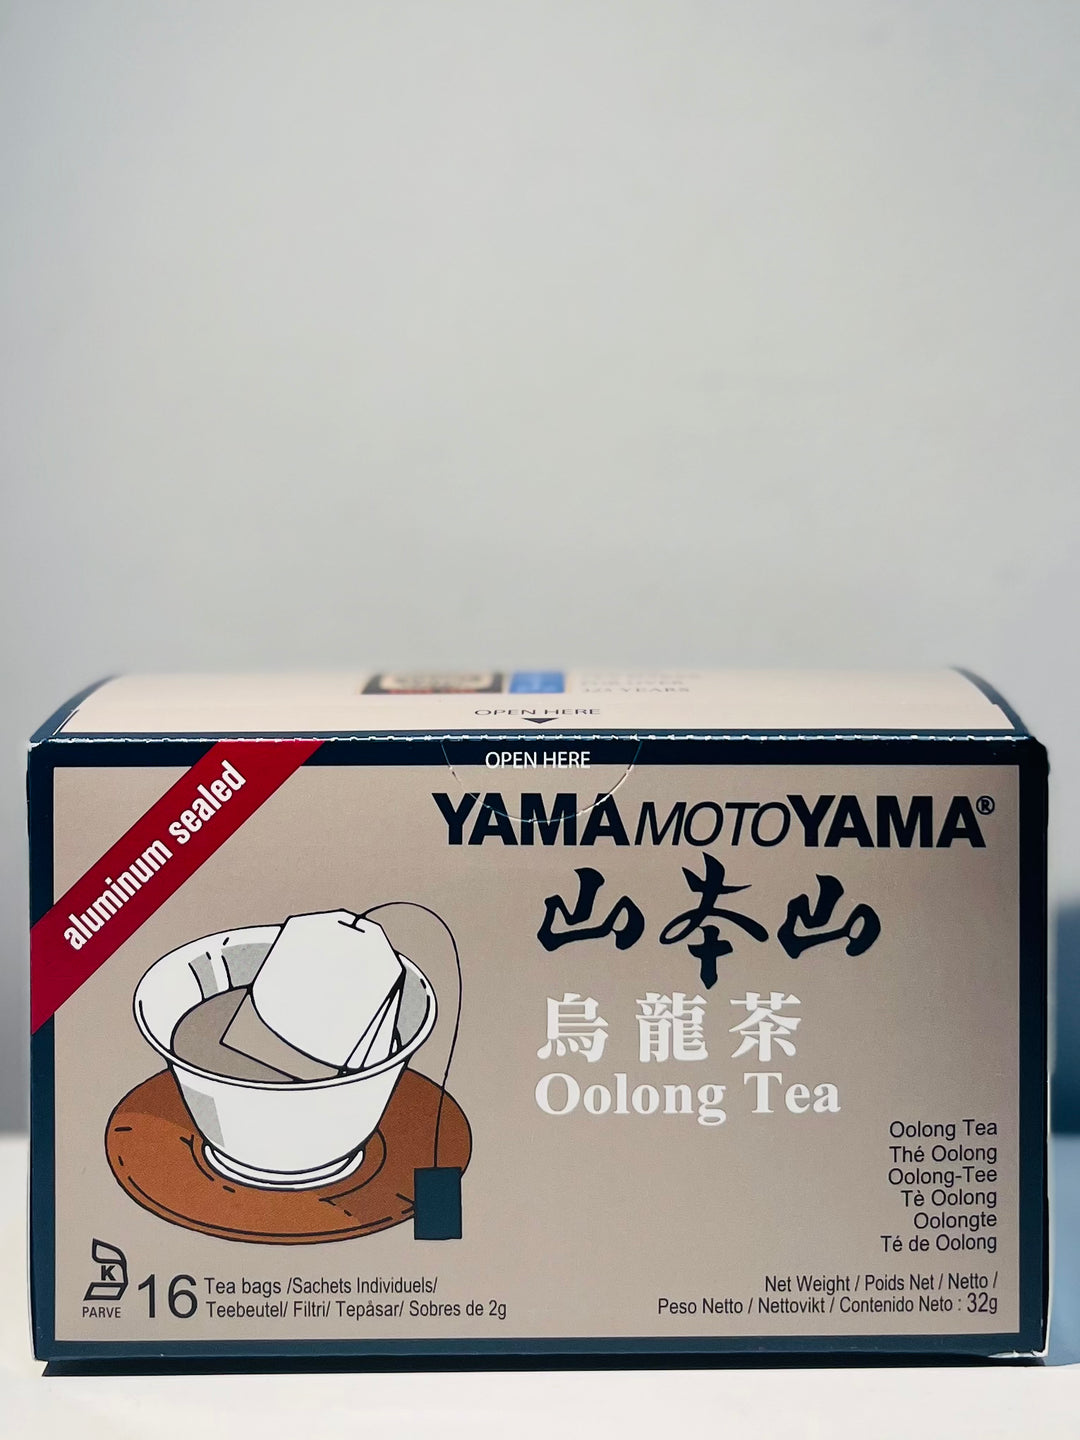 325 YEARS
OPEN HERE
OPEN HERE
aluminum sealed
YAMAMOTOYAMA®
山本山
烏龍茶
Oolong Tea
Oolong Tea
Thé Oolong
Oolong-Tee
Tè Oolong
Oolongte
Té de Oolong
K
PARVE
16 Tea bags /Sachets Individuels/
Teebeutel/ Filtri/ Tepåsar/ Sobres de 2g
Net Weight / Poids Net / Netto /
Peso Netto / Nettovikt / Contenido Neto : 32g